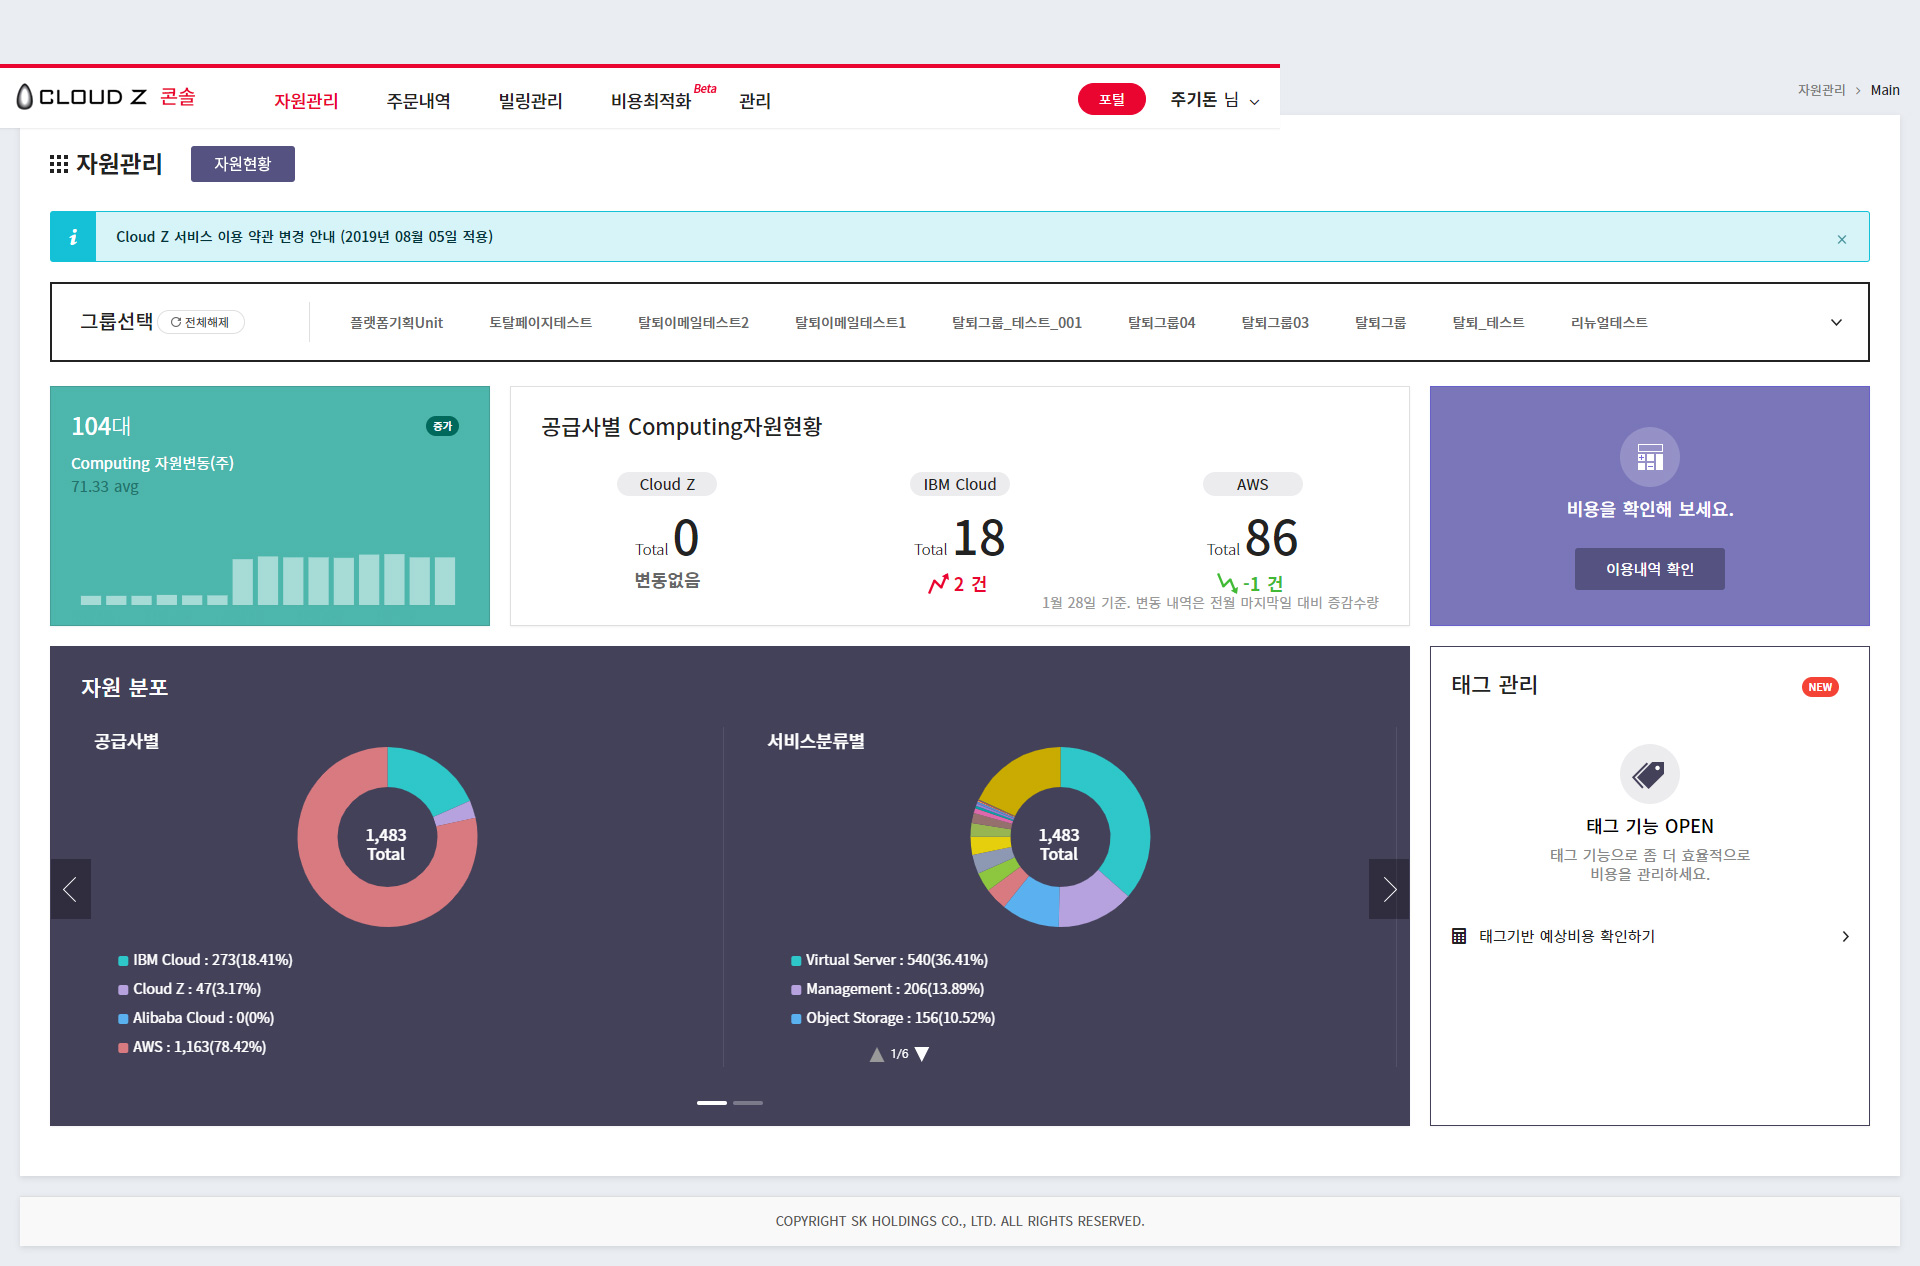 CLOUD Z 콘솔
자원관리
주문내역
빌링관리
비용최적화 Beta
관리
포털
주기돈 님
자원관리 > Main
자원관리
자원현황
i
Cloud Z 서비스 이용 약관 변경 안내 (2019년 08월 05일 적용)
×
그룹선택
전체해제
플랫폼기획Unit
토탈페이지테스트
탈퇴이메일테스트2
탈퇴이메일테스트1
탈퇴그룹_테스트_001
탈퇴그룹04
탈퇴그룹03
탈퇴그룹
탈퇴_테스트
리뉴얼테스트
104대
증가
Computing 자원변동(주)
71.33 avg
공급사별 Computing자원현황
Cloud Z
Total 0
변동없음
IBM Cloud
Total 18
2 건
AWS
Total 86
-1 건
1월 28일 기준. 변동 내역은 전월 마지막일 대비 증감수량
비용을 확인해 보세요.
이용내역 확인
자원 분포
공급사별
1,483
Total
IBM Cloud : 273(18.41%)
Cloud Z : 47(3.17%)
Alibaba Cloud : 0(0%)
AWS : 1,163(78.42%)
서비스분류별
1,483
Total
Virtual Server : 540(36.41%)
Management : 206(13.89%)
Object Storage : 156(10.52%)
1/6
태그 관리
NEW
태그 기능 OPEN
태그 기능으로 좀 더 효율적으로
비용을 관리하세요.
태그기반 예상비용 확인하기
COPYRIGHT SK HOLDINGS CO., LTD. ALL RIGHTS RESERVED.